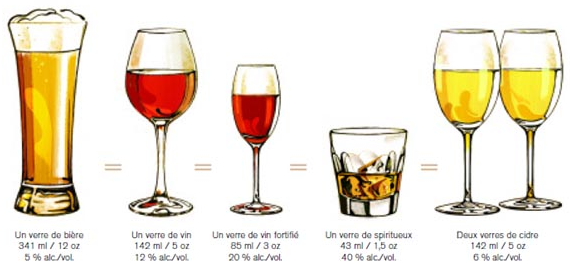 Un verre de bière
341 ml / 12 oz
5 % alc./vol.
Un verre de vin
142 ml / 5 oz
12 % alc./vol.
Un verre de vin fortifié
85 ml / 3 oz
20 % alc./vol.
Un verre de spiritueux
43 ml / 1,5 oz
40 % alc./vol.
Deux verres de cidre
142 ml / 5 oz
6 % alc./vol.